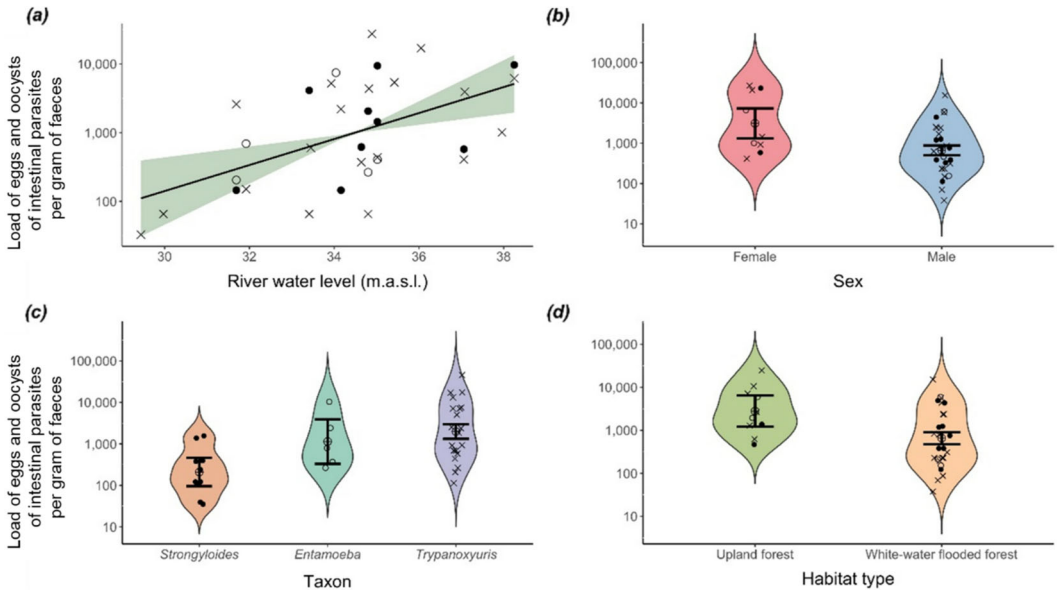 (a)
Load of eggs and oocysts
of intestinal parasites
per gram of faeces
10,000
1,000
100
30 32 34 36 38
River water level (m.a.s.l.)
(b)
100,000
10,000
1,000
100
10
Female Male
Sex
(c)
Load of eggs and oocysts
of intestinal parasites
per gram of faeces
100,000
10,000
1,000
100
10
Strongyloides Entamoeba Trypanoxyuris
Taxon
(d)
100,000
10,000
1,000
100
10
Upland forest White-water flooded forest
Habitat type